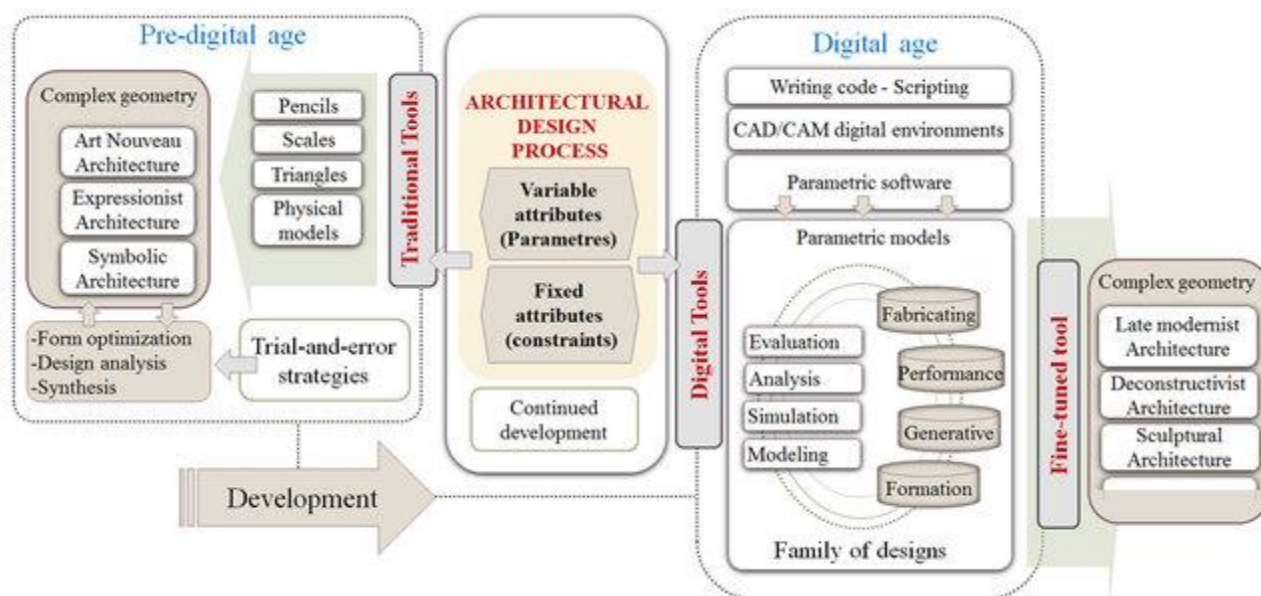 Pre-digital age
Complex geometry
Art Nouveau
Architecture
Expressionist
Architecture
Symbolic
Architecture
-Form optimization
-Design analysis
-Synthesis
Pencils
Scales
Triangles
Physical
models
Trial-and-error
strategies
Traditional Tools
Development
ARCHITECTURAL
DESIGN
PROCESS
Variable
attributes
(Parametres)
Fixed
attributes
(constraints)
Continued
development
Digital Tools
Digital age
Writing code - Scripting
CAD/CAM digital environments
Parametric software
Parametric models
Evaluation
Analysis
Simulation
Modeling
Fabricating
Performance
Generative
Formation
Family of designs
Fine-tuned tool
Complex geometry
Late modernist
Architecture
Deconstructivist
Architecture
Sculptural
Architecture